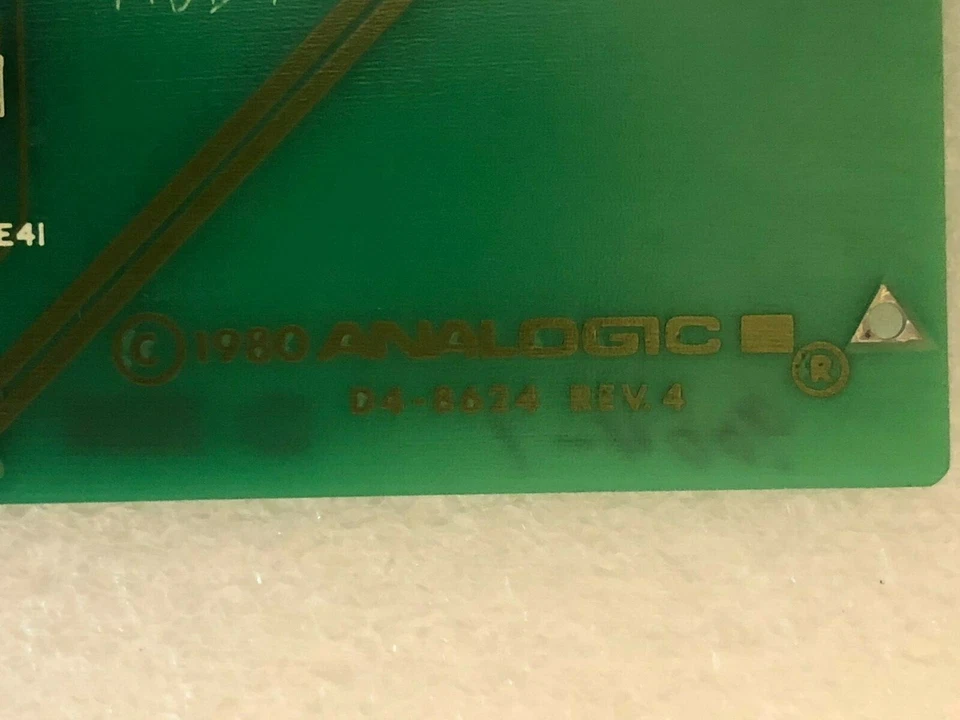 E41
© 1980 ANALOGIC ®
D4-8624 REV. 4